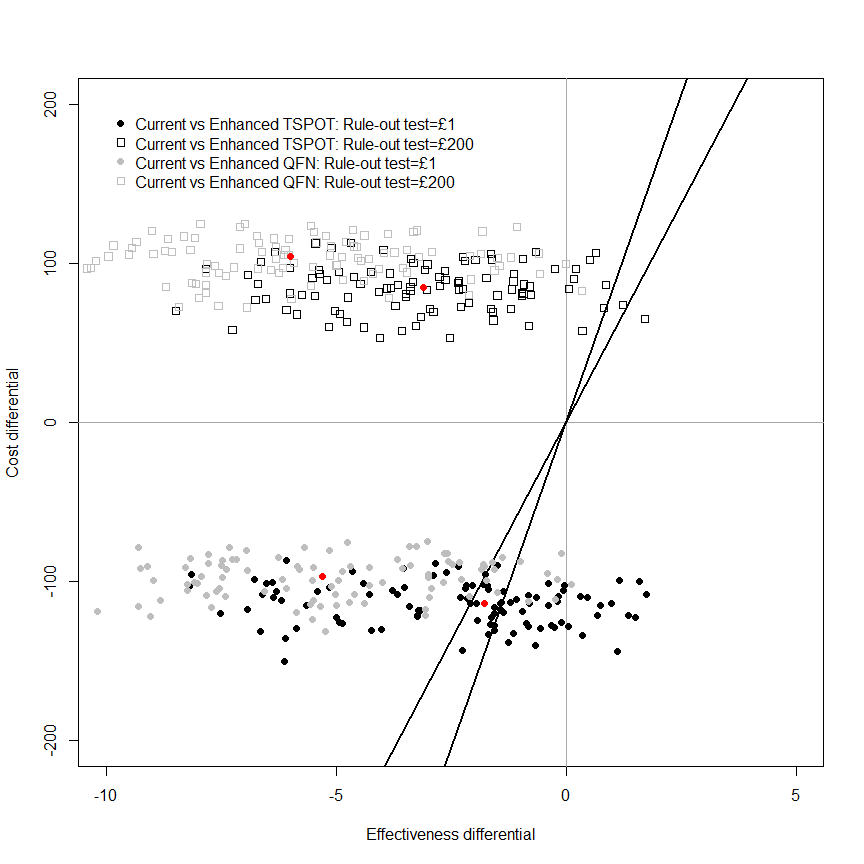 200
Current vs Enhanced TSPOT: Rule-out test=£1
Current vs Enhanced TSPOT: Rule-out test=£200
Current vs Enhanced QFN: Rule-out test=£1
Current vs Enhanced QFN: Rule-out test=£200
100
0
Cost differential
-100
-200
-10 -5 0 5
Effectiveness differential